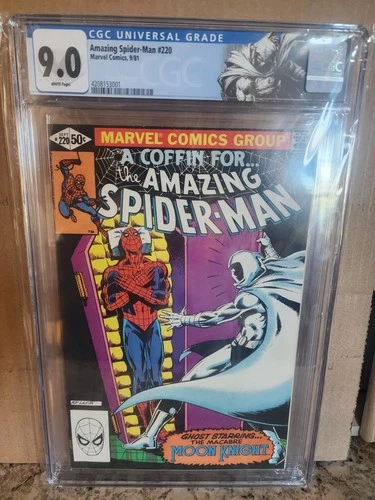 CGC UNIVERSAL GRADE
9.0
WHITE Pages
Amazing Spider-Man #220
Marvel Comics, 9/81
4208153001
CGC
MARVEL COMICS GROUP
SEPT
220
50¢
A COFFIN FOR...
the AMAZING
SPIDER-MAN
GHOST STARRING...
THE MACABRE
MOON KNIGHT